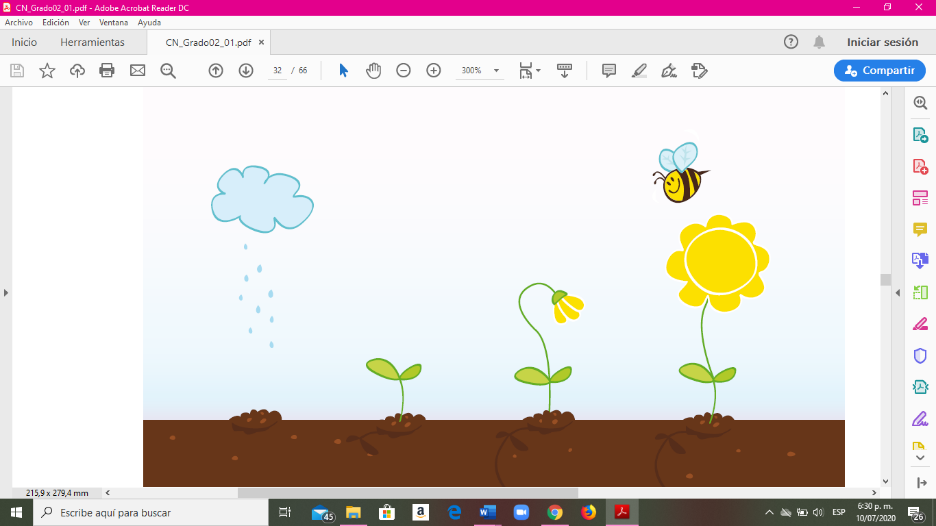 CN_Grado02_01.pdf - Adobe Acrobat Reader DC
Archivo Edición Ver Ventana Ayuda
Inicio Herramientas CN_Grado02_01.pdf × Iniciar sesión
32 / 66 300% Compartir
215,9 x 279,4 mm
Escribe aquí para buscar 45 ESP 6:30 p. m. 26
10/07/2020